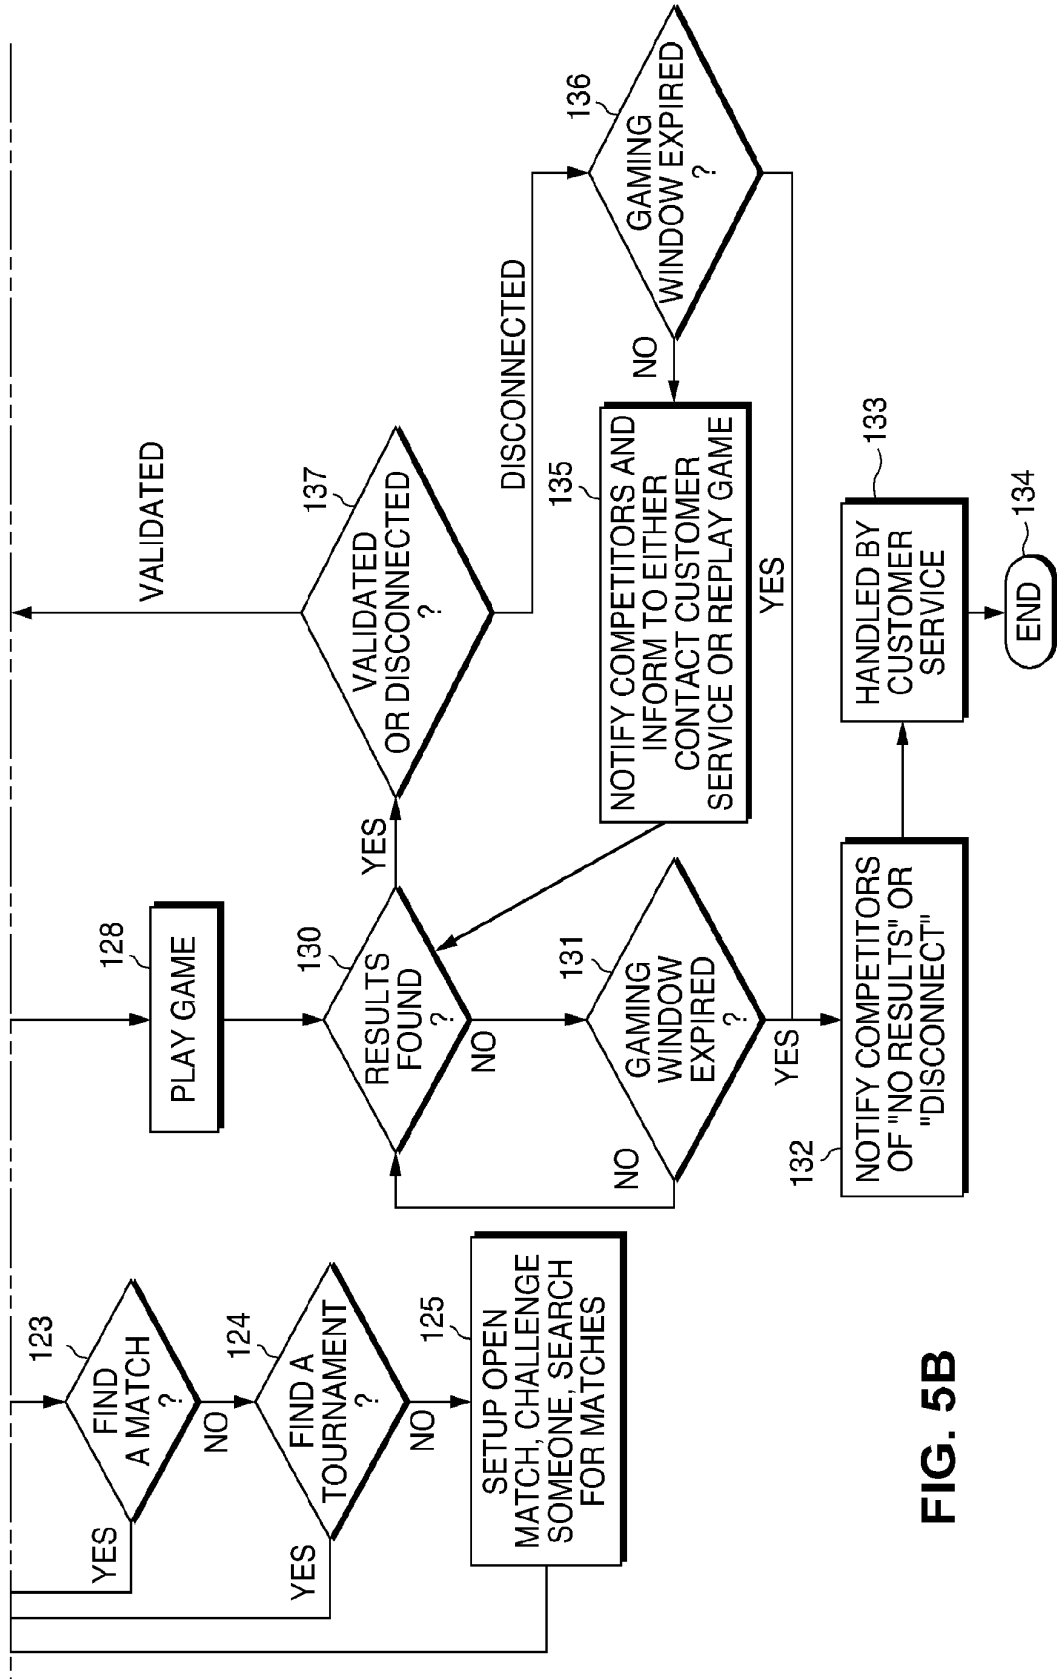 123
FIND
A MATCH
?
YES
NO
124
FIND A
TOURNAMENT
?
YES
NO
125
SETUP OPEN
MATCH, CHALLENGE
SOMEONE, SEARCH
FOR MATCHES
128
PLAY GAME
130
RESULTS
FOUND
?
YES
NO
131
GAMING
WINDOW
EXPIRED
?
NO
YES
132
NOTIFY COMPETITORS
OF "NO RESULTS" OR
"DISCONNECT"
VALIDATED
137
VALIDATED
OR DISCONNECTED
?
DISCONNECTED
136
GAMING
WINDOW EXPIRED
?
NO
YES
135
NOTIFY COMPETITORS AND
INFORM TO EITHER
CONTACT CUSTOMER
SERVICE OR REPLAY GAME
133
HANDLED BY
CUSTOMER
SERVICE
134
END
FIG. 5B